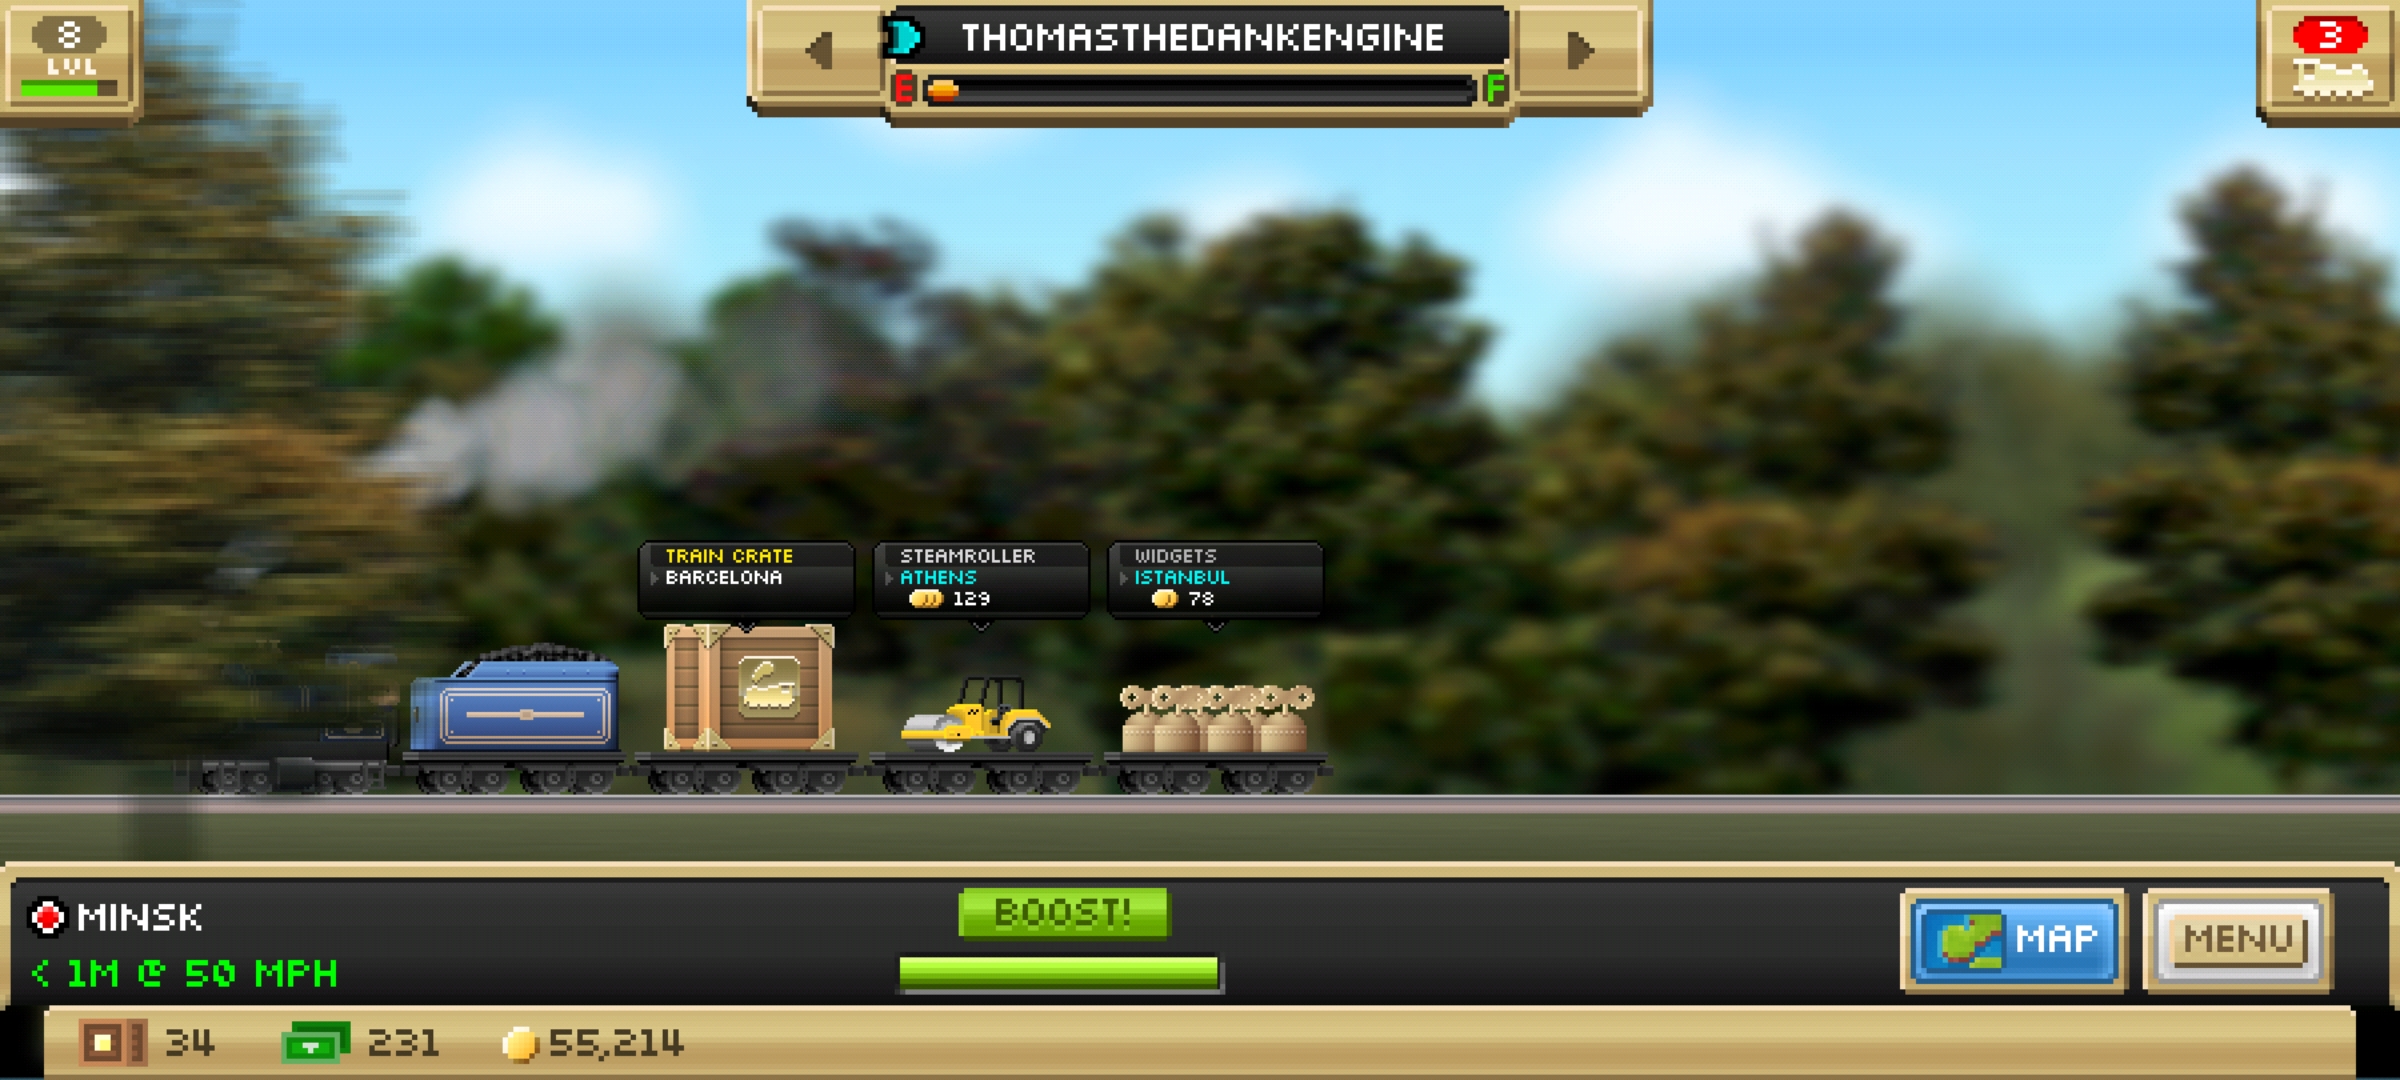 8
LVL
THOMASTHEDANKENGINE
E F
3
TRAIN CRATE
BARCELONA
STEAMROLLER
ATHENS
129
WIDGETS
ISTANBUL
78
MINSK
< 1M @ 50 MPH
BOOST!
MAP
MENU
34
231
55,214